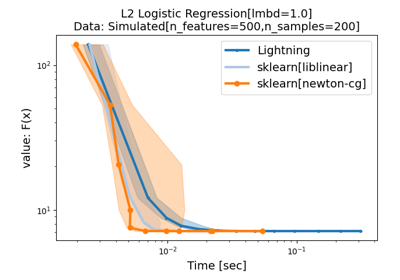 L2 Logistic Regression[lmbd=1.0]
Data: Simulated[n_features=500,n_samples=200]
Lightning
sklearn[liblinear]
sklearn[newton-cg]
value: F(x)
10²
10¹
10⁻²
10⁻¹
Time [sec]